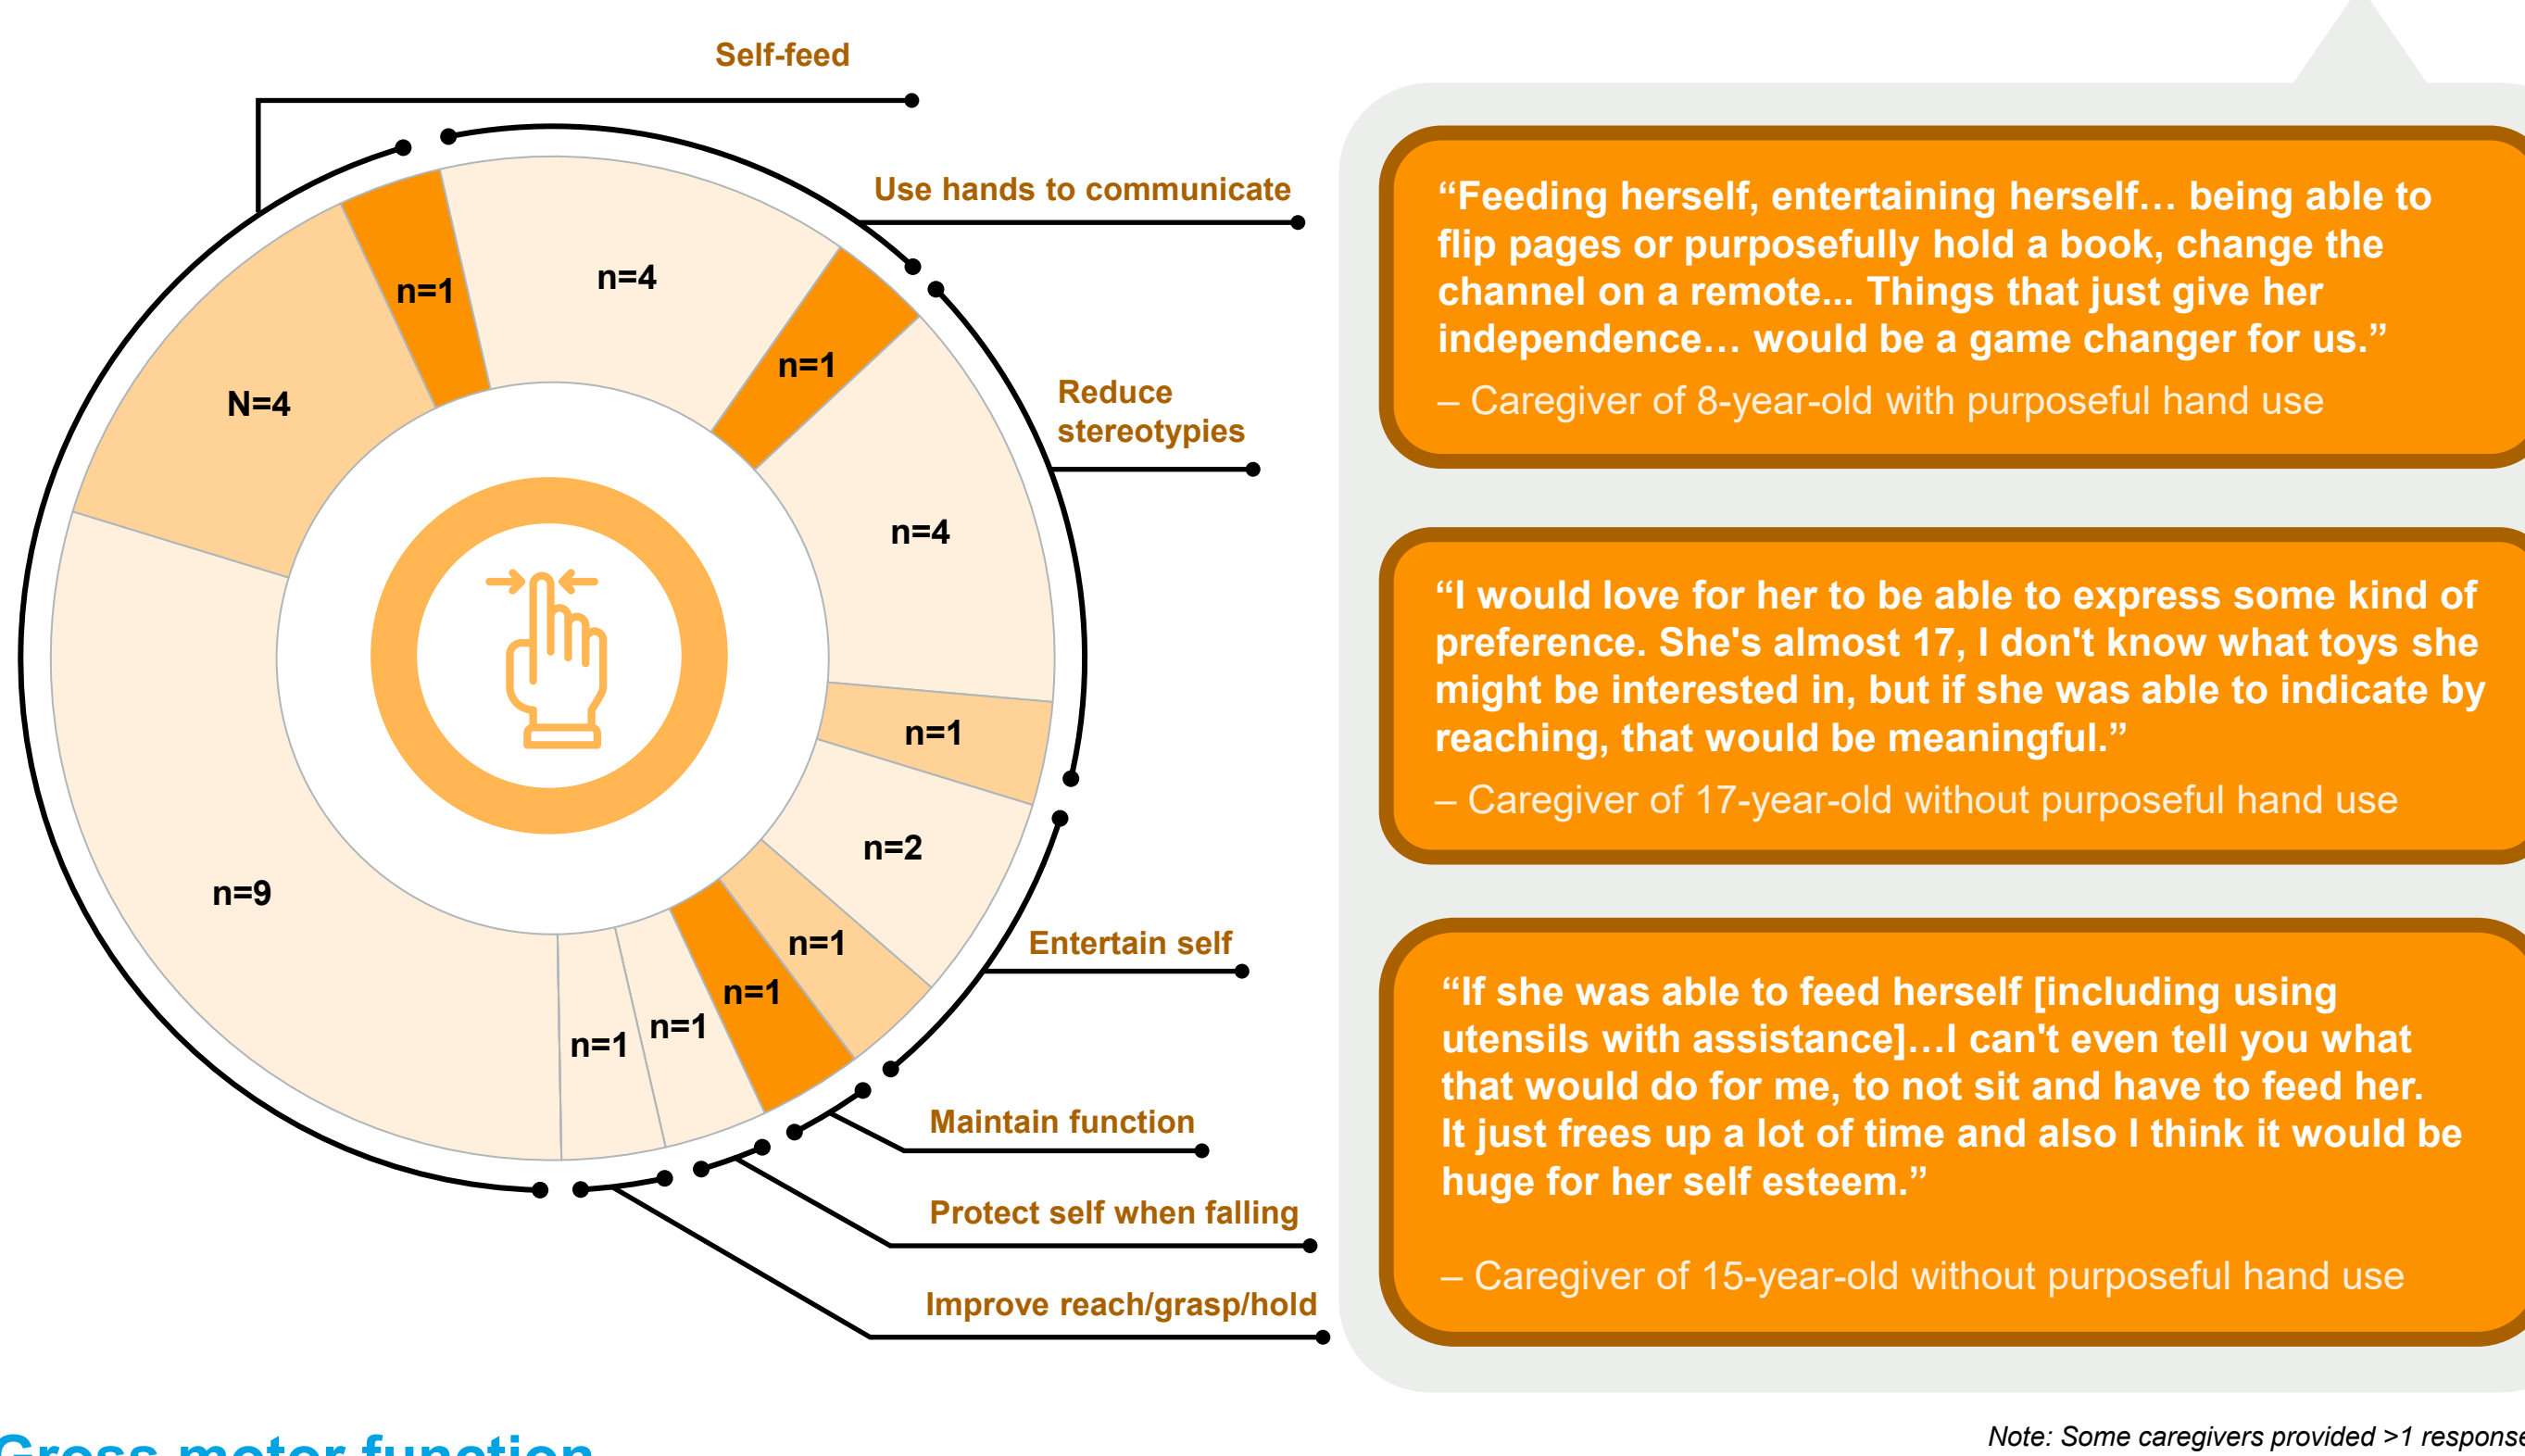 Self-feed
Use hands to communicate
Reduce
stereotypies
Entertain self
Maintain function
Protect self when falling
Improve reach/grasp/hold
n=1
n=4
n=1
N=4
n=4
n=1
n=2
n=9
n=1
n=1
n=1
n=1
“Feeding herself, entertaining herself… being able to
flip pages or purposefully hold a book, change the
channel on a remote... Things that just give her
independence… would be a game changer for us.”
– Caregiver of 8-year-old with purposeful hand use
“I would love for her to be able to express some kind of
preference. She's almost 17, I don't know what toys she
might be interested in, but if she was able to indicate by
reaching, that would be meaningful.”
– Caregiver of 17-year-old without purposeful hand use
“If she was able to feed herself [including using
utensils with assistance]…I can't even tell you what
that would do for me, to not sit and have to feed her.
It just frees up a lot of time and also I think it would be
huge for her self esteem.”
– Caregiver of 15-year-old without purposeful hand use
Note: Some caregivers provided >1 response
Gross motor function